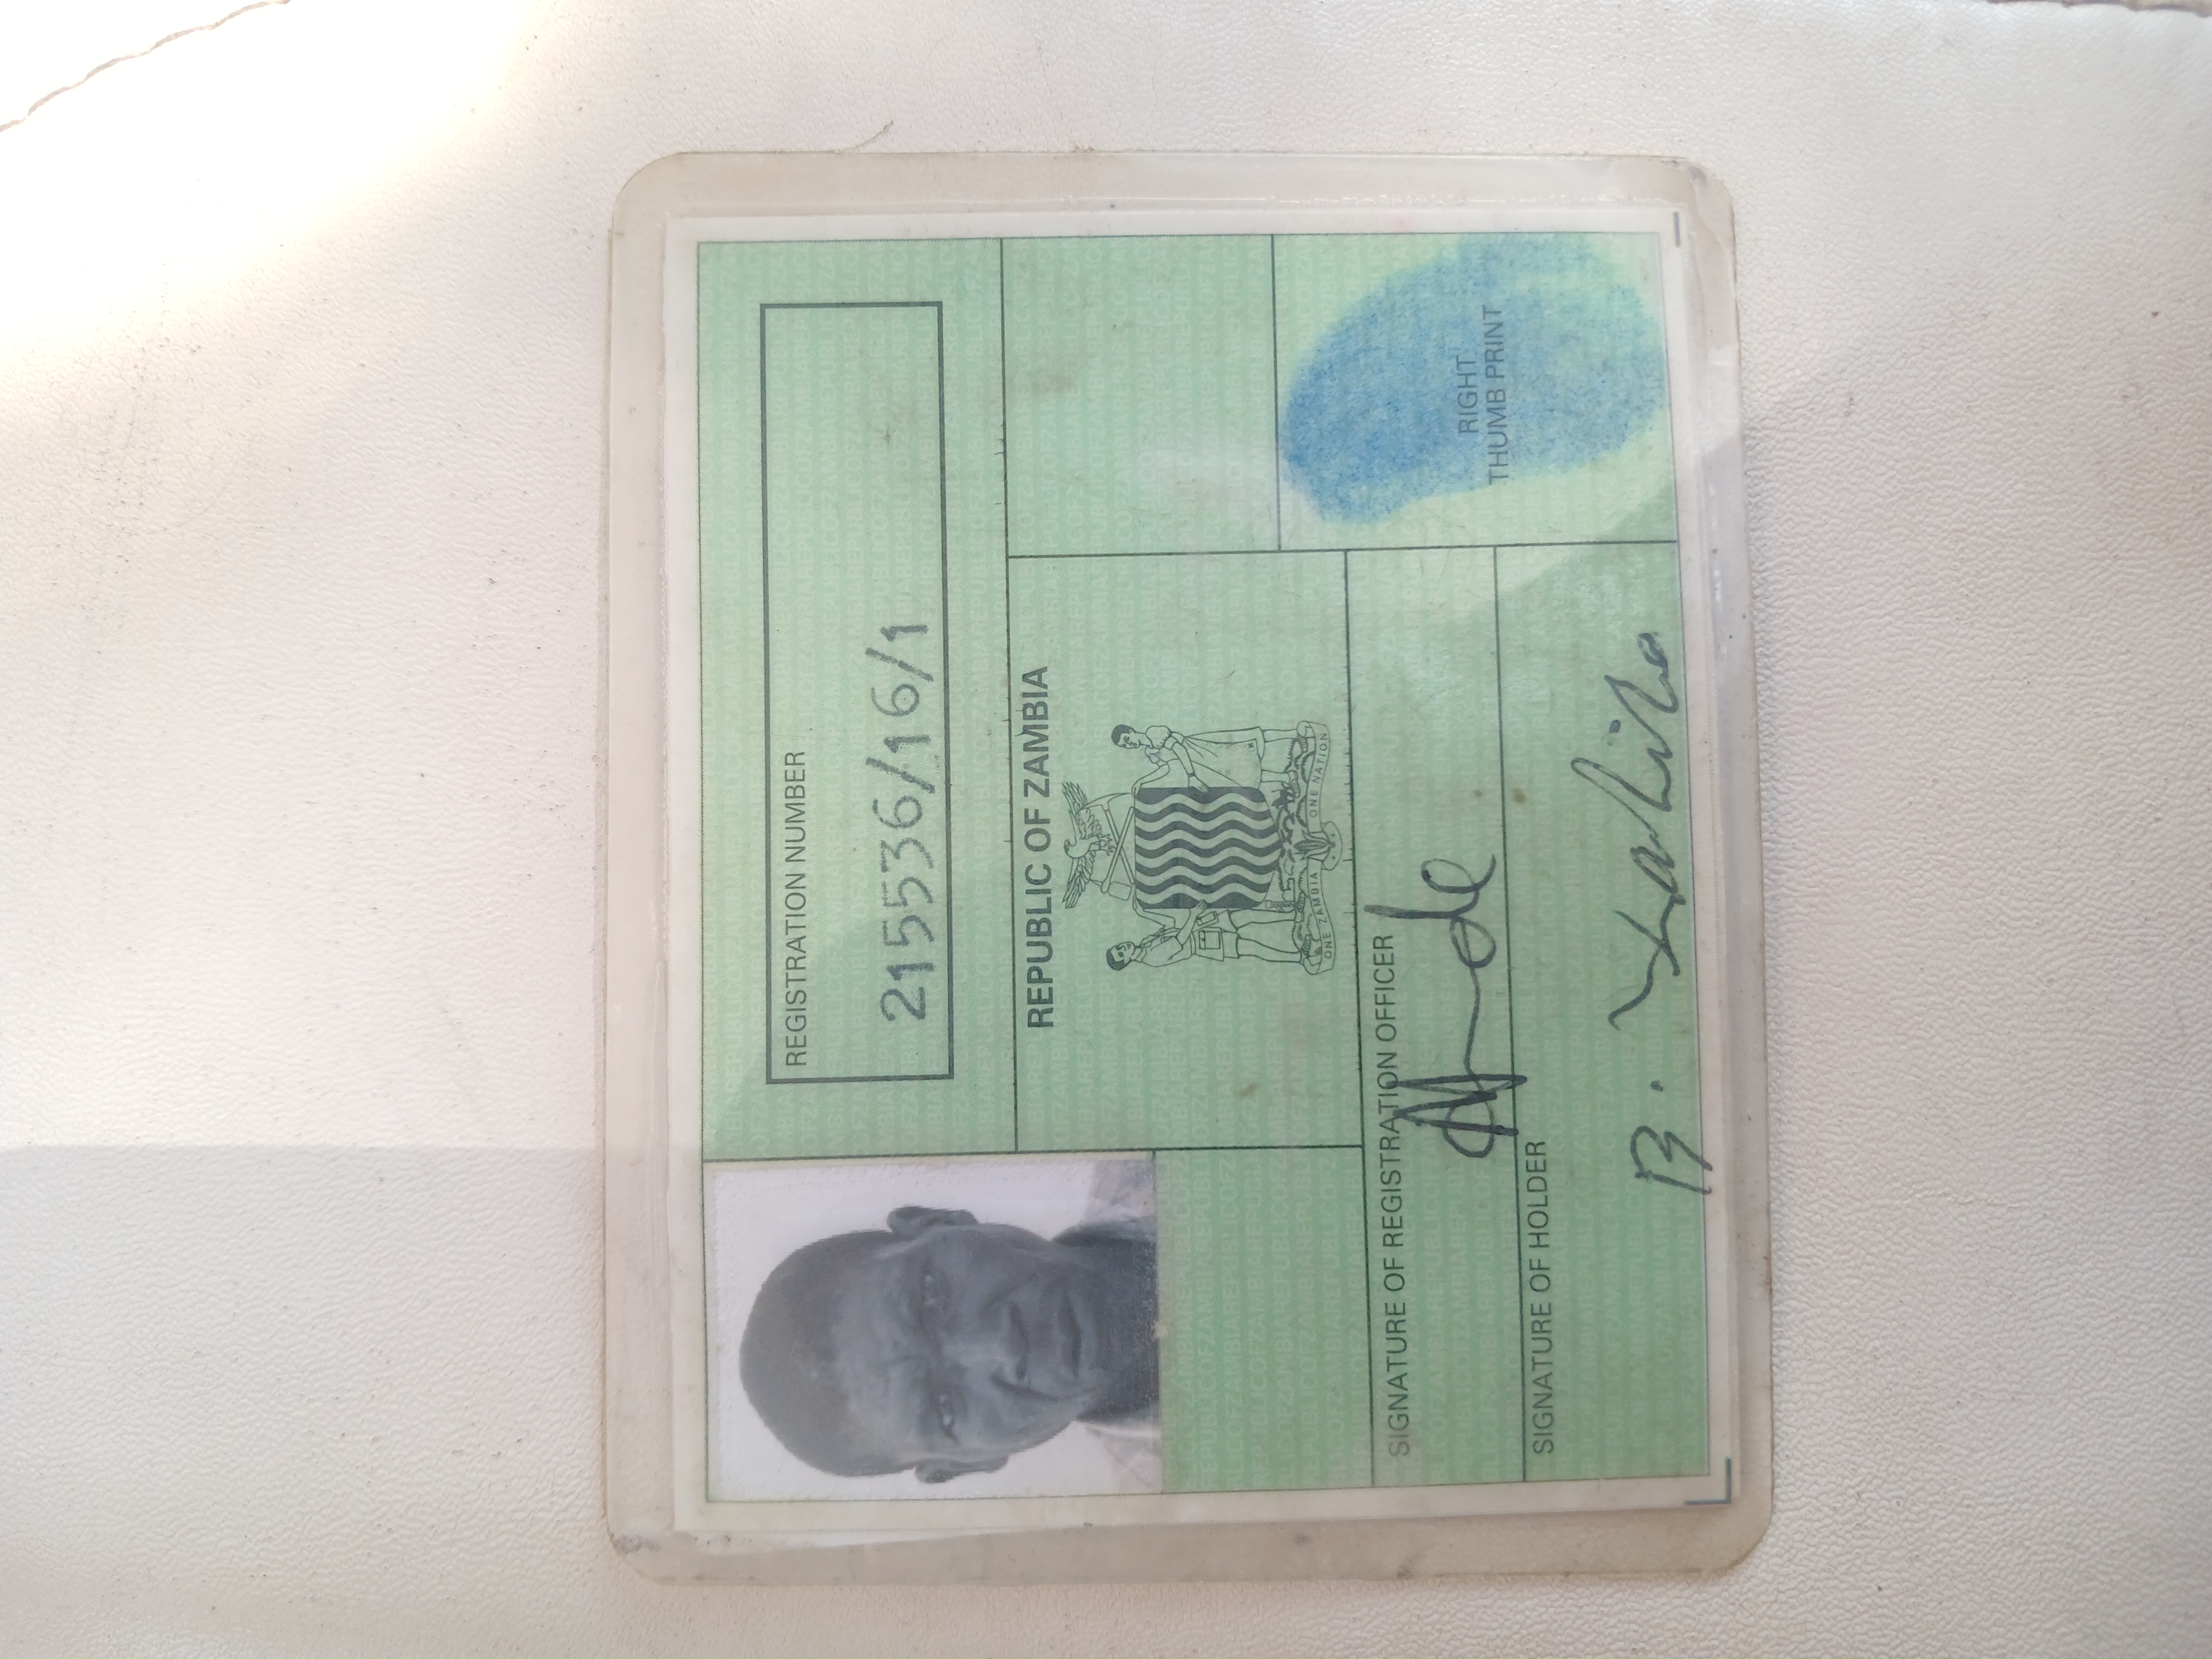 REGISTRATION NUMBER
215536/16/1
REPUBLIC OF ZAMBIA
ONE ZAMBIA ONE NATION
SIGNATURE OF REGISTRATION OFFICER
SIGNATURE OF HOLDER
B.
RIGHT
THUMB PRINT